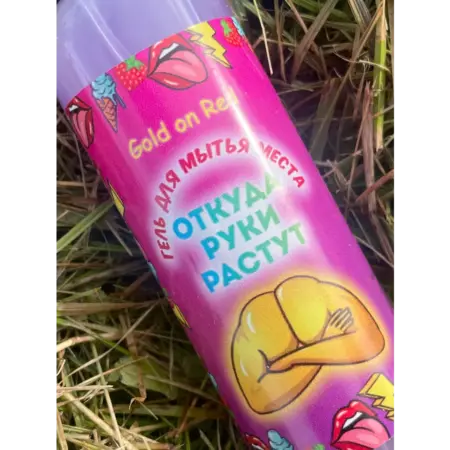 Gold on Red
ГЕЛЬ ДЛЯ МЫТЬЯ МЕСТА
ОТКУДА
РУКИ
РАСТУТ